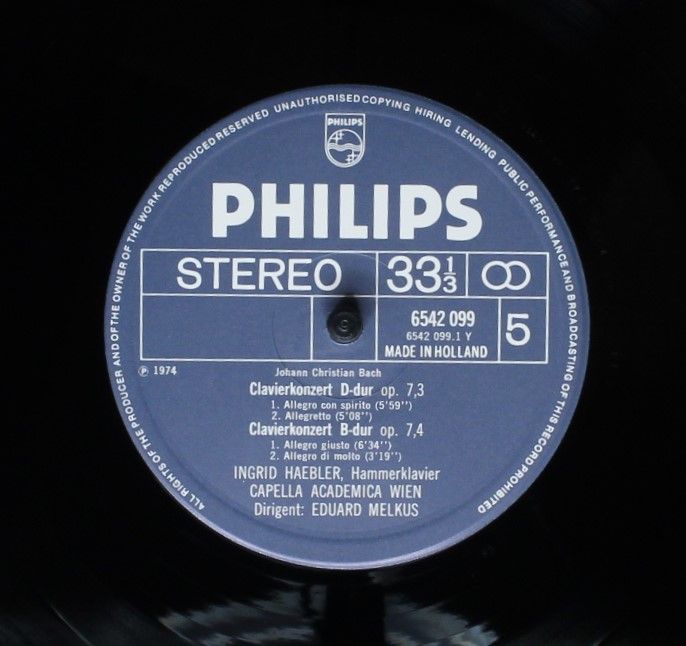 ALL RIGHTS OF THE PRODUCER AND OF THE OWNER OF THE WORK REPRODUCED RESERVED UNAUTHORISED COPYING HIRING LENDING PUBLIC PERFORMANCE AND BROADCASTING OF THIS RECORD PROHIBITED
PHILIPS
PHILIPS
STEREO 33 1/3
6542 099
6542 099.1 Y
MADE IN HOLLAND
5
℗ 1974 Johann Christian Bach
Clavierkonzert D-dur op. 7,3
1. Allegro con spirito (5'59'')
2. Allegretto (5'08'')
Clavierkonzert B-dur op. 7,4
1. Allegro giusto (6'34'')
2. Allegro di molto (3'19'')
INGRID HAEBLER, Hammerklavier
CAPELLA ACADEMICA WIEN
Dirigent: EDUARD MELKUS